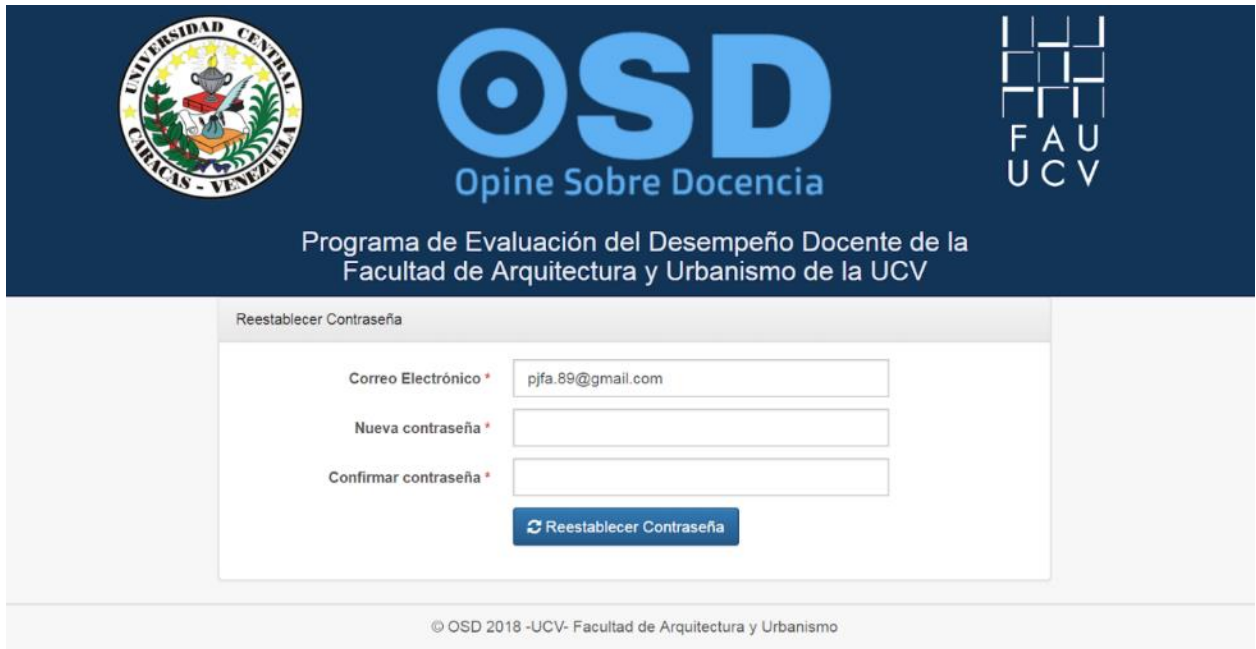 UNIVERSIDAD CENTRAL
CARACAS - VENEZUELA
OSD
Opine Sobre Docencia
FAU
UCV
Programa de Evaluación del Desempeño Docente de la
Facultad de Arquitectura y Urbanismo de la UCV
Reestablecer Contraseña
Correo Electrónico * pjfa.89@gmail.com
Nueva contraseña *
Confirmar contraseña *
Reestablecer Contraseña
© OSD 2018 -UCV- Facultad de Arquitectura y Urbanismo